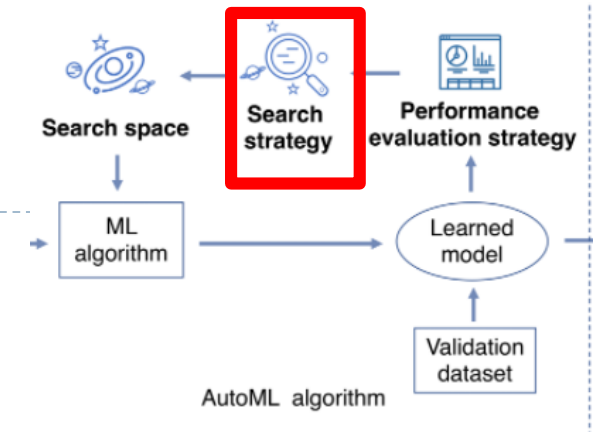 Search space
Search
strategy
Performance
evaluation strategy
ML
algorithm
Learned
model
Validation
dataset
AutoML algorithm